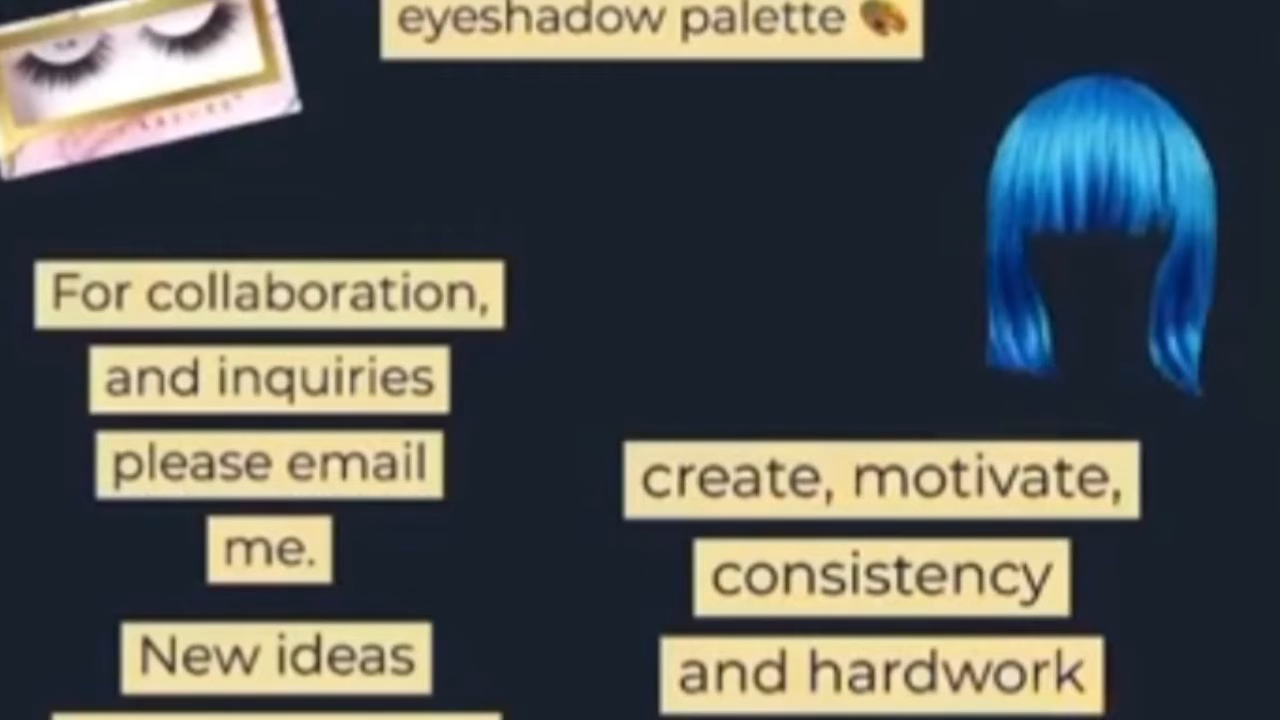 eyeshadow palette 🎨
For collaboration,
and inquiries
please email
me.
New ideas
create, motivate,
consistency
and hardwork